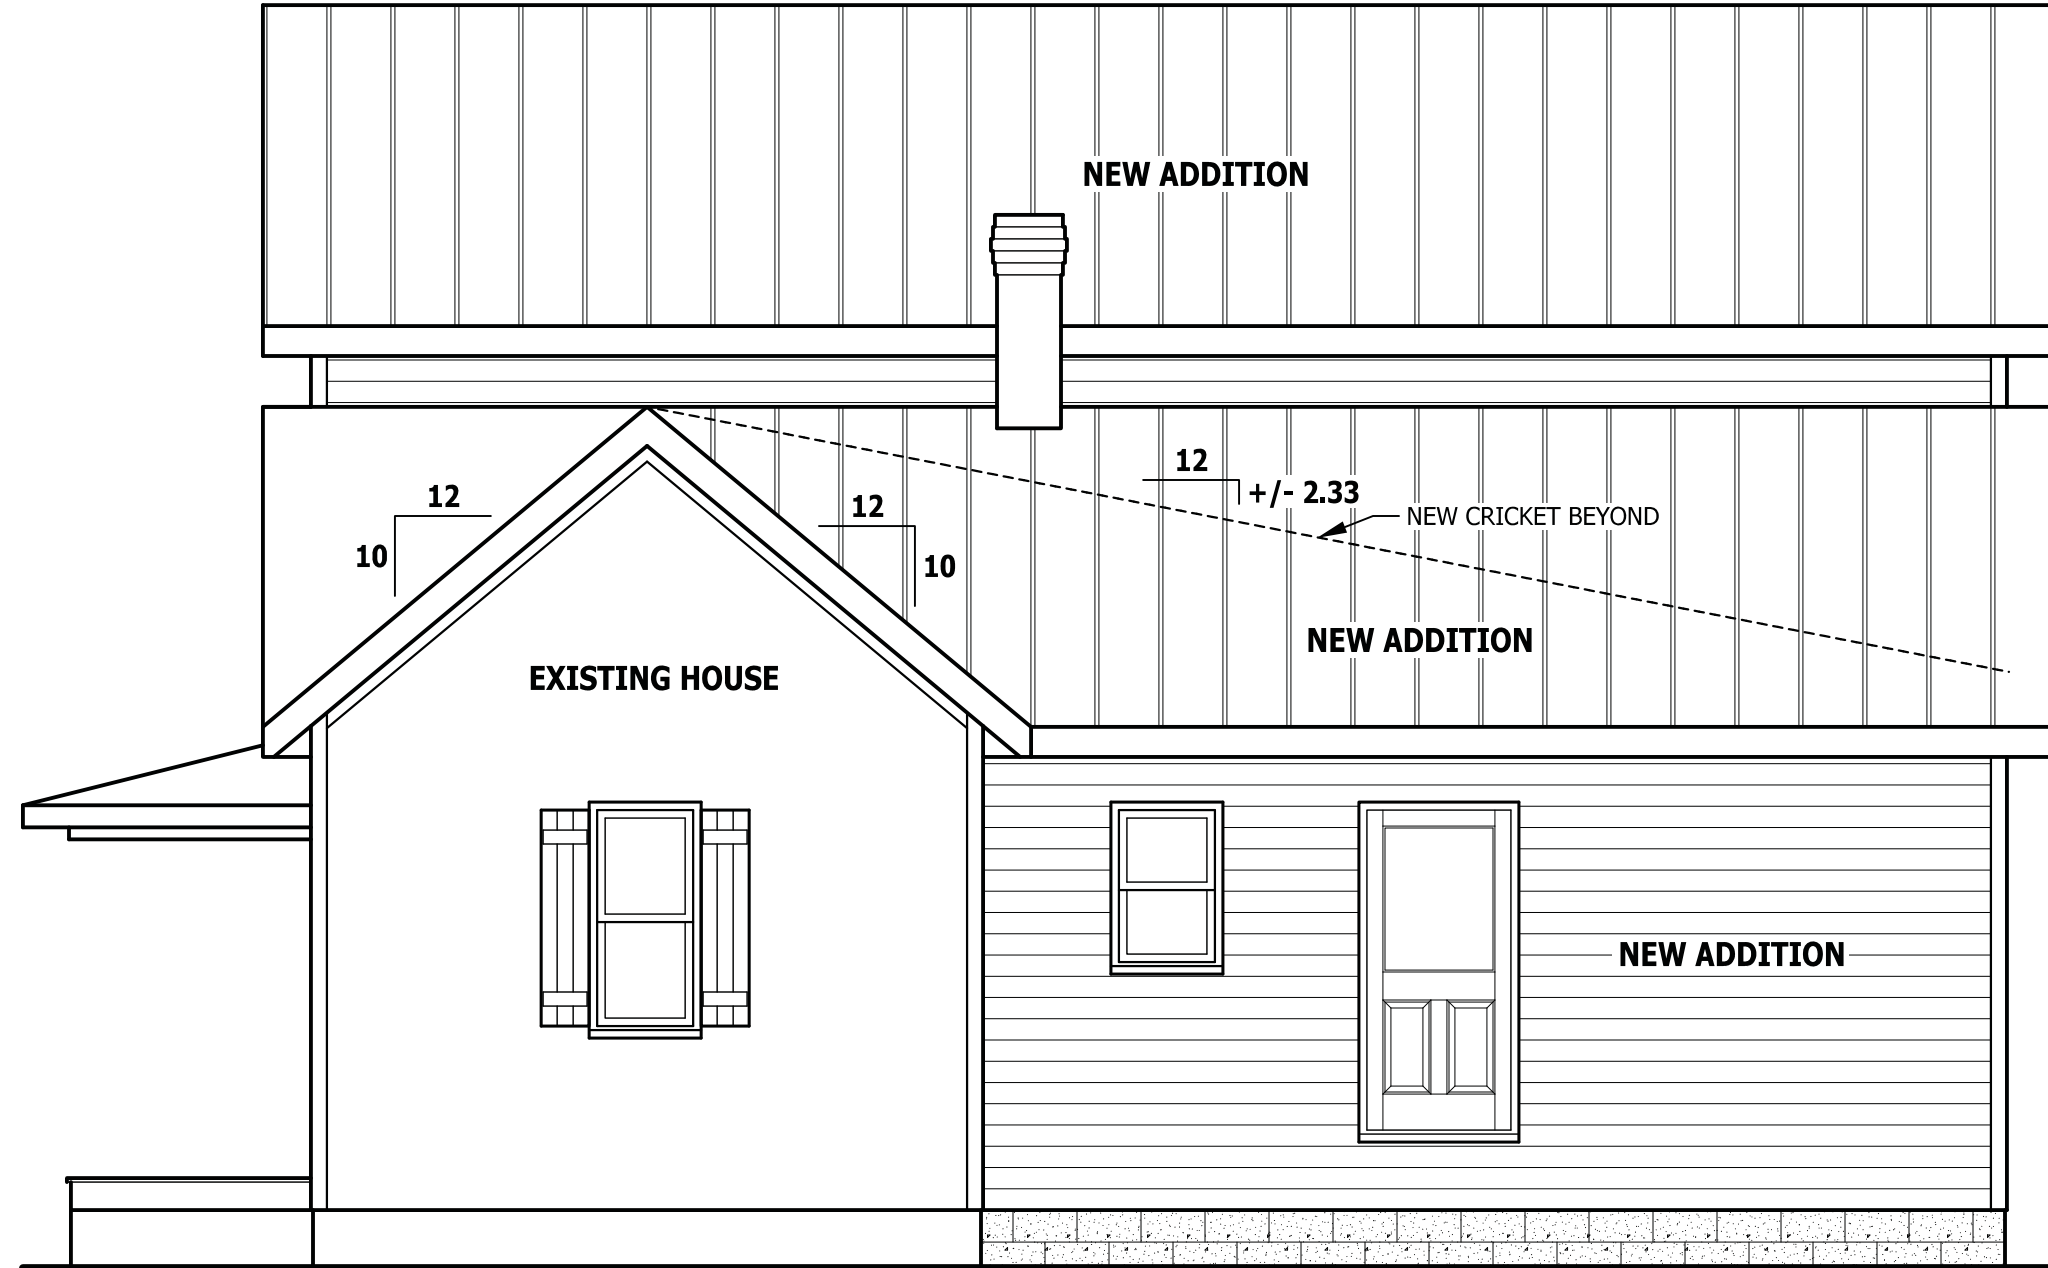 NEW ADDITION
12
+/- 2.33
12
10
12
10
NEW CRICKET BEYOND
NEW ADDITION
EXISTING HOUSE
NEW ADDITION